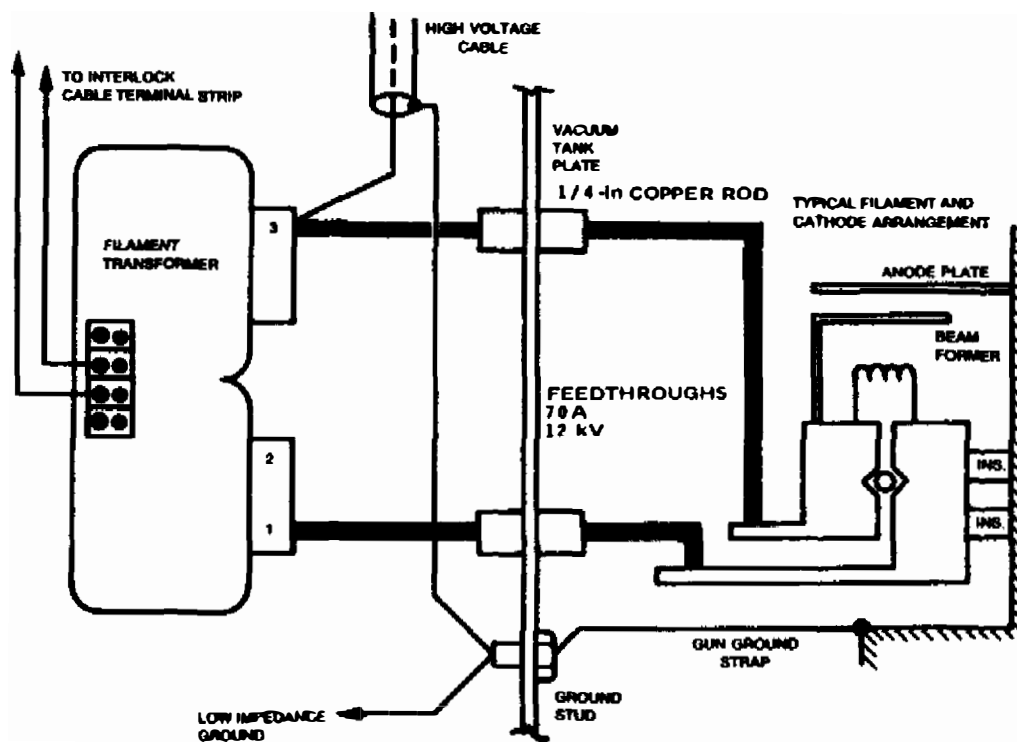 HIGH VOLTAGE
CABLE
TO INTERLOCK
CABLE TERMINAL STRIP
VACUUM
TANK
PLATE
1/4-in COPPER ROD
TYPICAL FILAMENT AND
CATHODE ARRANGEMENT
3
FILAMENT
TRANSFORMER
ANODE PLATE
BEAM
FORMER
FEEDTHROUGHS
70 A
12 kV
2
1
INS.
INS.
GUN GROUND
STRAP
GROUND
STUD
LOW IMPEDANCE
GROUND